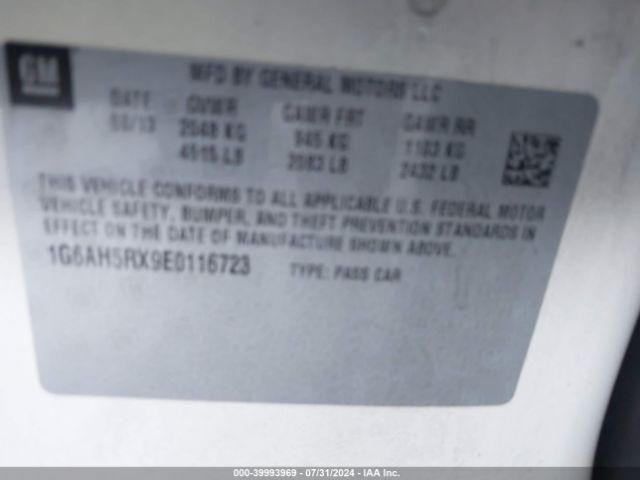 GM
MFD BY GENERAL MOTORS LLC
DATE GVWR GAWR FRT GAWR RR
2048 KG 945 KG 1103 KG
4515 LB 2083 LB 2432 LB
THIS VEHICLE CONFORMS TO ALL APPLICABLE U.S. FEDERAL MOTOR
VEHICLE SAFETY, BUMPER, AND THEFT PREVENTION STANDARDS
IN EFFECT ON THE DATE OF MANUFACTURE SHOWN ABOVE.
1G6AH5RX9E0116723 TYPE: PASS CAR
000-39993969 - 07/31/2024 - IAA Inc.